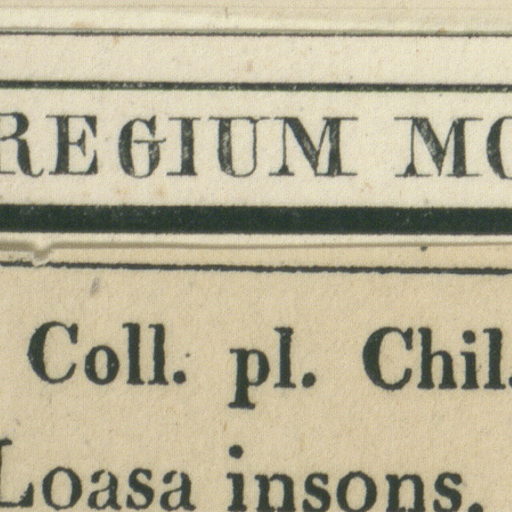 REGIUM MO
Coll. pl. Chil.
Loasa insons.